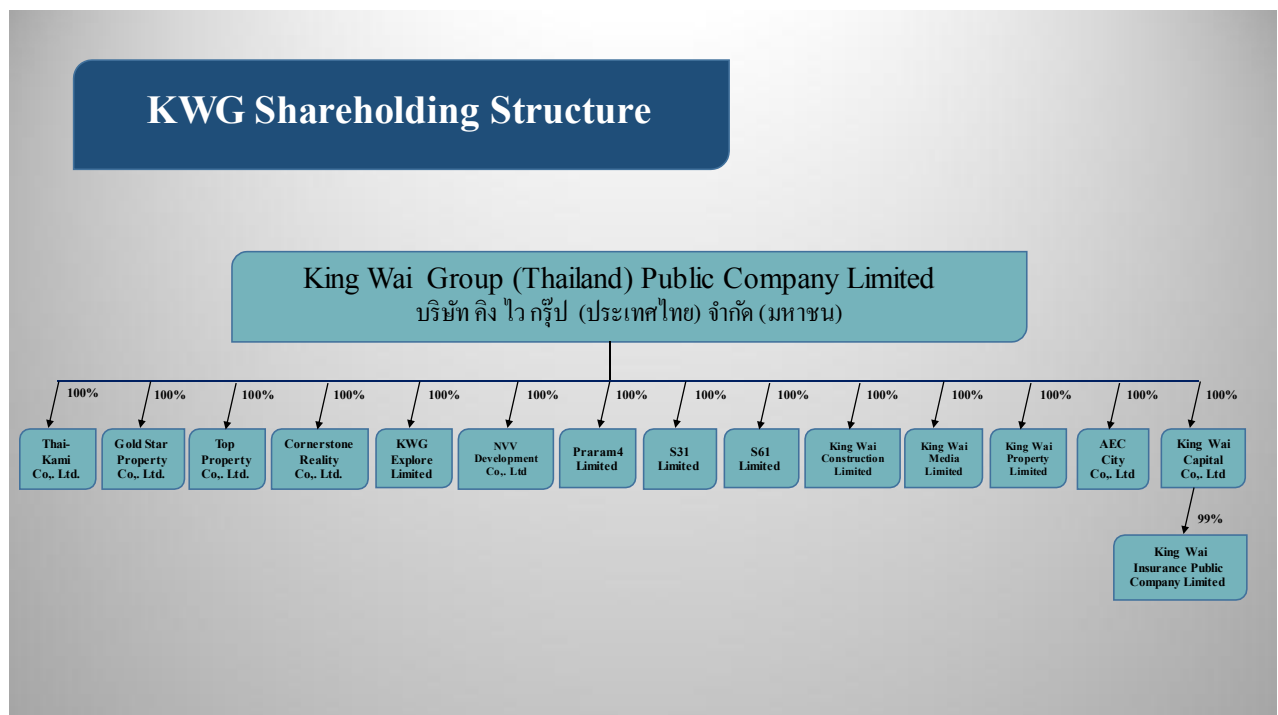 KWG Shareholding Structure
King Wai Group (Thailand) Public Company Limited
บริษัท คิง ไว กรุ๊ป (ประเทศไทย) จำกัด (มหาชน)
100% 100% 100% 100% 100% 100% 100% 100% 100% 100% 100% 100% 100% 100%
Thai-
Kami
Co,. Ltd.
Gold Star
Property
Co,. Ltd.
Top
Property
Co,. Ltd.
Cornerstone
Reality
Co,. Ltd.
KWG
Explore
Limited
NVV
Development
Co,. Ltd
Praram4
Limited
S31
Limited
S61
Limited
King Wai
Construction
Limited
King Wai
Media
Limited
King Wai
Property
Limited
AEC
City
Co,. Ltd
King Wai
Capital
Co,. Ltd
99%
King Wai
Insurance Public
Company Limited